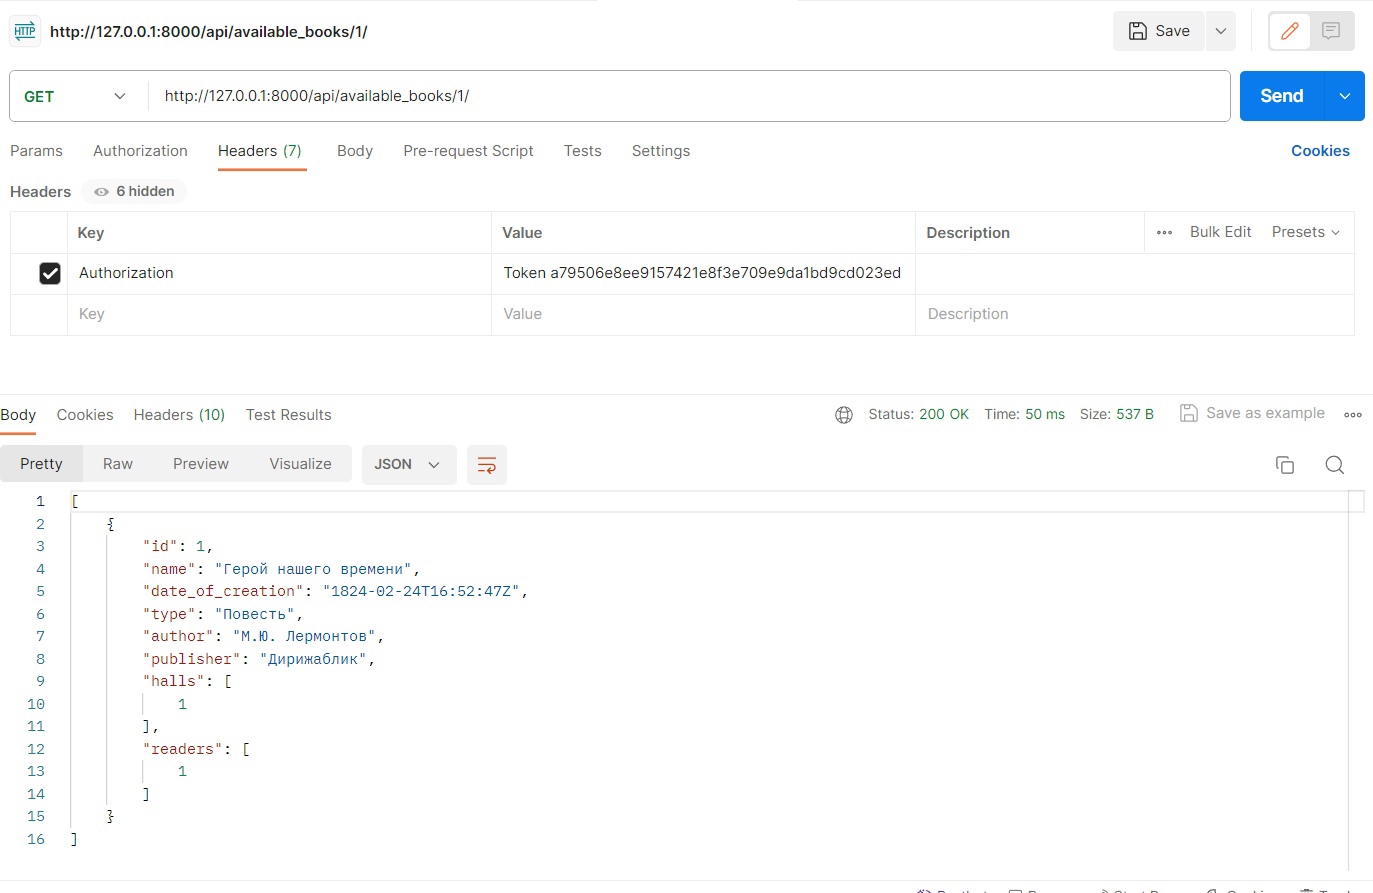 HTTP http://127.0.0.1:8000/api/available_books/1/ Save
GET http://127.0.0.1:8000/api/available_books/1/ Send
Params Authorization Headers (7) Body Pre-request Script Tests Settings Cookies
Headers 6 hidden
Key Value Description ••• Bulk Edit Presets
Authorization Token a79506e8ee9157421e8f3e709e9da1bd9cd023ed
Key Value Description
Body Cookies Headers (10) Test Results Status: 200 OK Time: 50 ms Size: 537 B Save as example
Pretty Raw Preview Visualize JSON
1 [
2 {
3 "id": 1,
4 "name": "Герой нашего времени",
5 "date_of_creation": "1824-02-24T16:52:47Z",
6 "type": "Повесть",
7 "author": "М.Ю. Лермонтов",
8 "publisher": "Дирижаблик",
9 "halls": [
10 1
11 ],
12 "readers": [
13 1
14 ]
15 }
16 ]